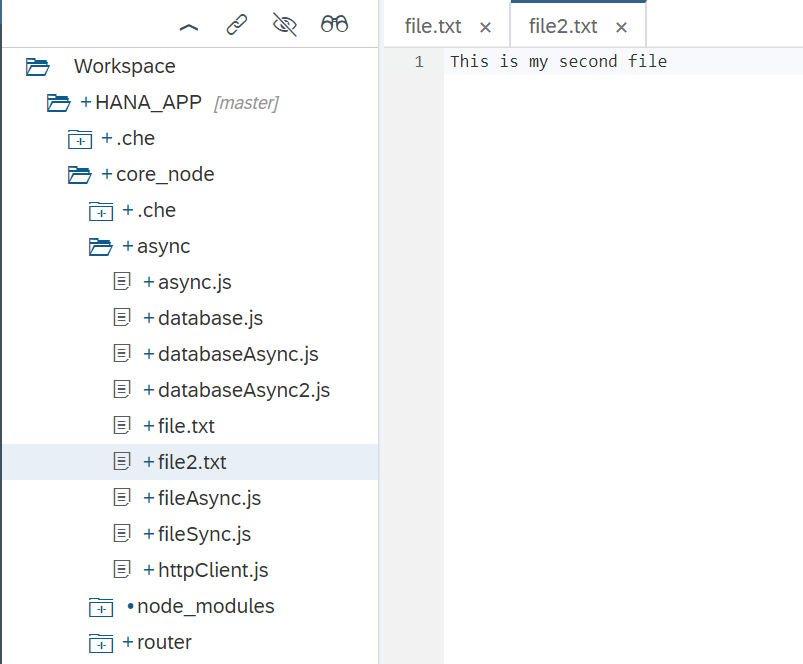 file.txt × file2.txt ×
Workspace
+HANA_APP [master]
+.che
+core_node
+.che
+async
+async.js
+database.js
+databaseAsync.js
+databaseAsync2.js
+file.txt
+file2.txt
+fileAsync.js
+fileSync.js
+httpClient.js
•node_modules
+router
1 This is my second file